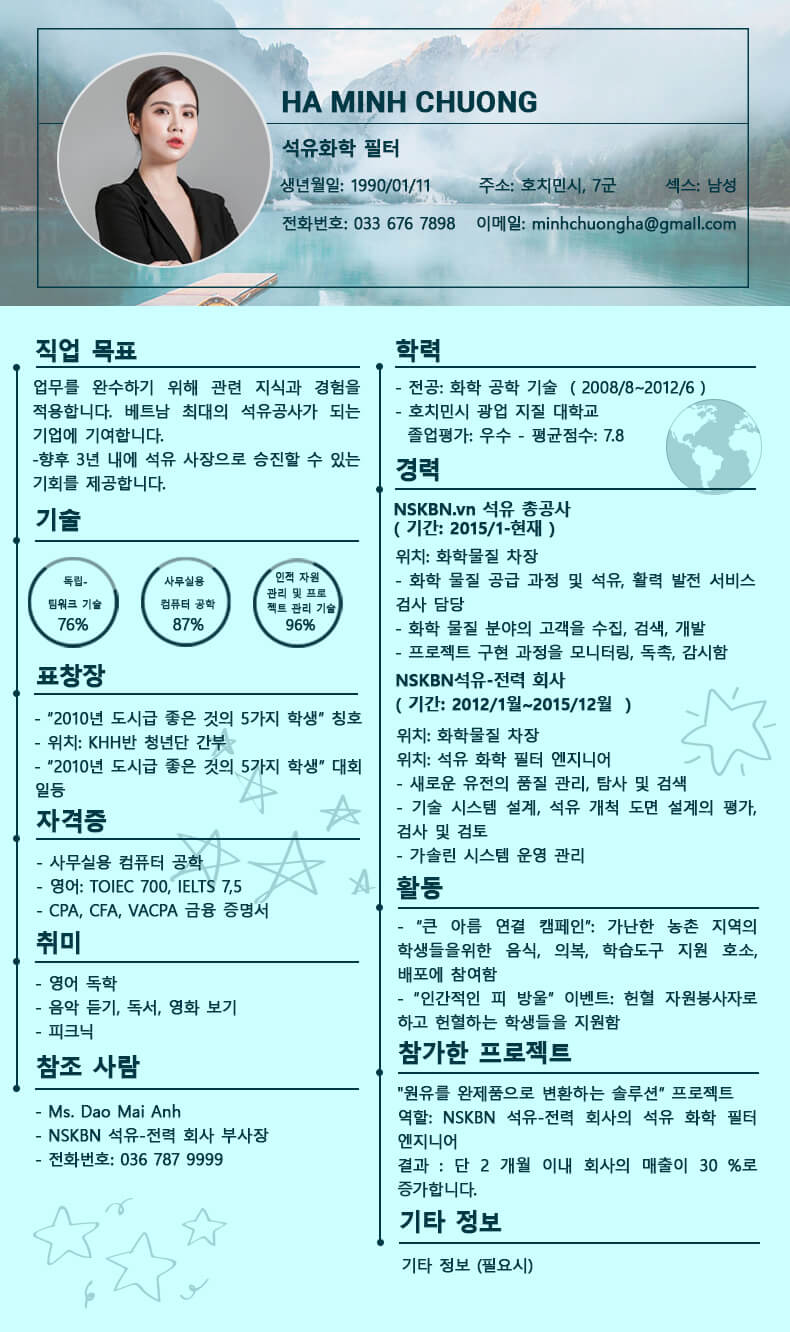 HA MINH CHUONG
석유화학 필터
생년월일: 1990/01/11 주소: 호치민시, 7군 섹스: 남성
전화번호: 033 676 7898 이메일: minhchuongha@gmall.com
직업 목표
업무를 완수하기 위헤 관련 지식과 경험을
적용합니다. 베트남 최대의 석유공사가 되는
기업에 기여합니다.
-향후 3년 내에 석유 사장으로 승진할 수 있는
기회를 제공합니다.
기술
독립-
팀워크 기술
76%
사무실용
컴퓨터 공학
87%
인적 자원
관리 및 프로
젝트 관리 기술
96%
표창장
- "2010년 도시급 좋은 것의 5가지 학생" 칭호
- 위치: KHH반 청년단 간부
- "2010년 도시급 좋은 것의 5가지 학생" 대회
일등
자격증
- 사무실용 컴퓨터 공학
- 영어: TOIEC 700, IELTS 7,5
- CPA, CFA, VACPA 금융 증명서
취미
- 영어 독학
- 음악 듣기, 독서, 영화 보기
- 피크닉
참조 사람
- Ms. Dao Mai Anh
- NSKBN 석유-전력 회사 부사장
- 전화번호: 036 787 9999
학력
- 전공: 화학 공학 기술 ( 2008/8~2012/6 )
- 호치민시 광업 지질 대학교
졸업평가: 우수 - 평균점수: 7.8
경력
NSKBN.vn 석유 총공사
( 기간: 2015/1-현재 )
위치: 화학물질 차장
- 화학 물질 공급 과정 및 석유, 활력 발전 서비스
검사 담당
- 화학 물질 분야의 고객을 수집, 검색, 개발
- 프로젝트 구현 과정을 모니터링, 독촉, 감시함
NSKBN석유-전력 회사
( 기간: 2012/1월~2015/12월 )
위치: 화학물질 차장
위치: 석유 화학 필터 엔지니어
- 새로운 유전의 품질 관리, 탐사 및 검색
- 기술 시스템 설계, 석유 개척 도면 설계의 평가,
검사 및 검토
- 가솔린 시스템 운영 관리
활동
- "큰 아름 연결 캠페인": 가난한 농촌 지역의
학생들을위한 음식, 의복, 학습도구 지원 호소,
배포에 참여함
- "인간적인 피 방울" 이벤트: 헌혈 자원봉사자로
하고 헌혈하는 학생들을 지원함
참가한 프로젝트
"원유를 완제품으로 변환하는 솔루션" 프로젝트
역할: NSKBN 석유-전력 회사의 석유 화학 필터
엔지니어
결과 : 단 2 개월 이내 회사의 매출이 30 %로
증가합니다.
기타 정보
기타 정보 (필요시)